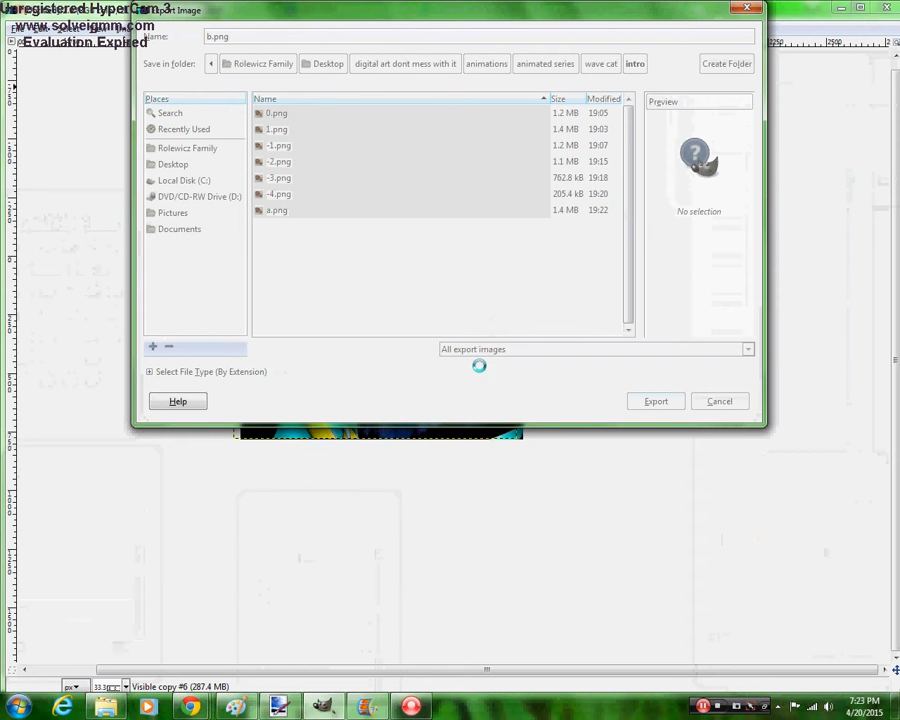 Unregistered HyperCam 3
Export Image
www.solveigmm.com
Evaluation Expired
Name: b.png
Save in folder: Rolewicz Family Desktop digital art dont mess with it animations animated series wave cat intro Create Folder
Places
Name Size Modified
Preview
Search
Recently Used
Rolewicz Family
Desktop
Local Disk (C:)
DVD/CD-RW Drive (D:)
Pictures
Documents
0.png 1.2 MB 19:05
1.png 1.4 MB 19:03
-1.png 1.2 MB 19:07
-2.png 1.1 MB 19:15
-3.png 762.8 kB 19:18
-4.png 205.4 kB 19:20
a.png 1.4 MB 19:22
No selection
All export images
Select File Type (By Extension)
Help Export Cancel
px 33.3 Visible copy #6 (287.4 MB)
7:23 PM
4/20/2015